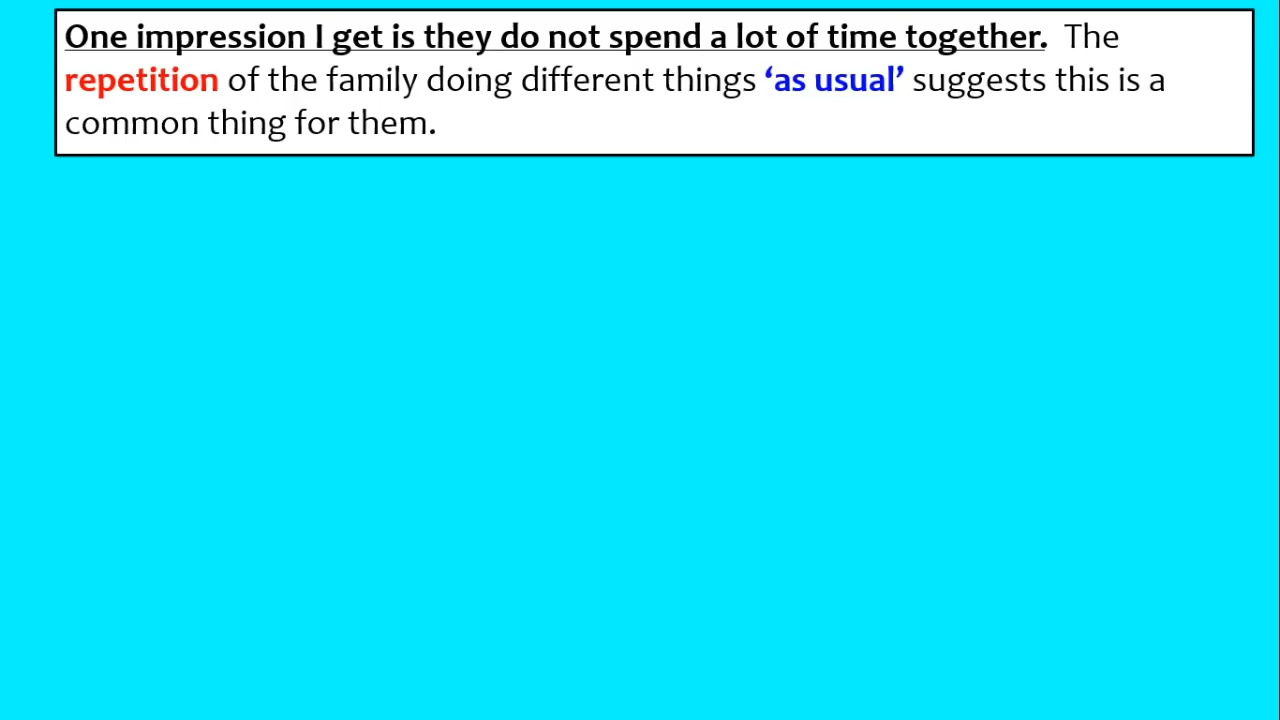 One impression I get is they do not spend a lot of time together. The
repetition of the family doing different things ‘as usual’ suggests this is a
common thing for them.